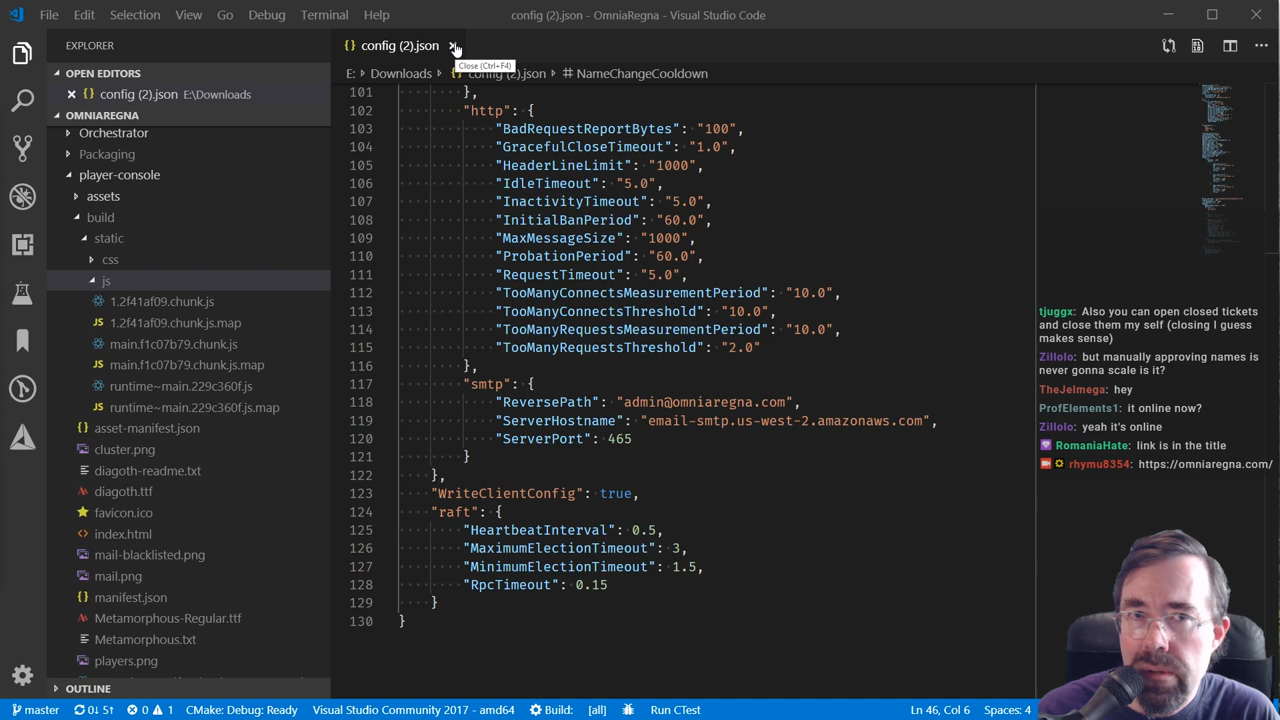 File Edit Selection View Go Debug Terminal Help
config (2).json - OmniaRegna - Visual Studio Code
EXPLORER
OPEN EDITORS
{} config (2).json E:\Downloads
OMNIAREGNA
Orchestrator
Packaging
player-console
assets
build
static
css
js
1.2f41af09.chunk.js
JS 1.2f41af09.chunk.js.map
main.f1c07b79.chunk.js
JS main.f1c07b79.chunk.js.map
runtime~main.229c360f.js
JS runtime~main.229c360f.js.map
{} asset-manifest.json
cluster.png
diagoth-readme.txt
diagoth.ttf
favicon.ico
index.html
mail-blacklisted.png
mail.png
{} manifest.json
Metamorphous-Regular.ttf
Metamorphous.txt
players.png
OUTLINE
{} config (2).json
Close (Ctrl+F4)
E: > Downloads > config (2).json > # NameChangeCooldown
101 },
102 "http": {
103 "BadRequestReportBytes": "100",
104 "GracefulCloseTimeout": "1.0",
105 "HeaderLineLimit": "1000",
106 "IdleTimeout": "5.0",
107 "InactivityTimeout": "5.0",
108 "InitialBanPeriod": "60.0",
109 "MaxMessageSize": "1000",
110 "ProbationPeriod": "60.0",
111 "RequestTimeout": "5.0",
112 "TooManyConnectsMeasurementPeriod": "10.0",
113 "TooManyConnectsThreshold": "10.0",
114 "TooManyRequestsMeasurementPeriod": "10.0",
115 "TooManyRequestsThreshold": "2.0"
116 },
117 "smtp": {
118 "ReversePath": "admin@omniaregna.com",
119 "ServerHostname": "email-smtp.us-west-2.amazonaws.com",
120 "ServerPort": 465
121 }
122 },
123 "WriteClientConfig": true,
124 "raft": {
125 "HeartbeatInterval": 0.5,
126 "MaximumElectionTimeout": 3,
127 "MinimumElectionTimeout": 1.5,
128 "RpcTimeout": 0.15
129 }
130 }
tjuggx: Also you can open closed tickets
and close them my self (closing I guess
makes sense)
Zillolo: but manually approving names is
never gonna scale is it?
TheJelmega: hey
ProfElements1: it online now?
Zillolo: yeah it's online
RomaniaHate: link is in the title
rhymu8354: https://omniaregna.com/
master 0↓ 5↑ 0 1 CMake: Debug: Ready Visual Studio Community 2017 - amd64 Build: [all] Run CTest Ln 46, Col 6 Spaces: 4